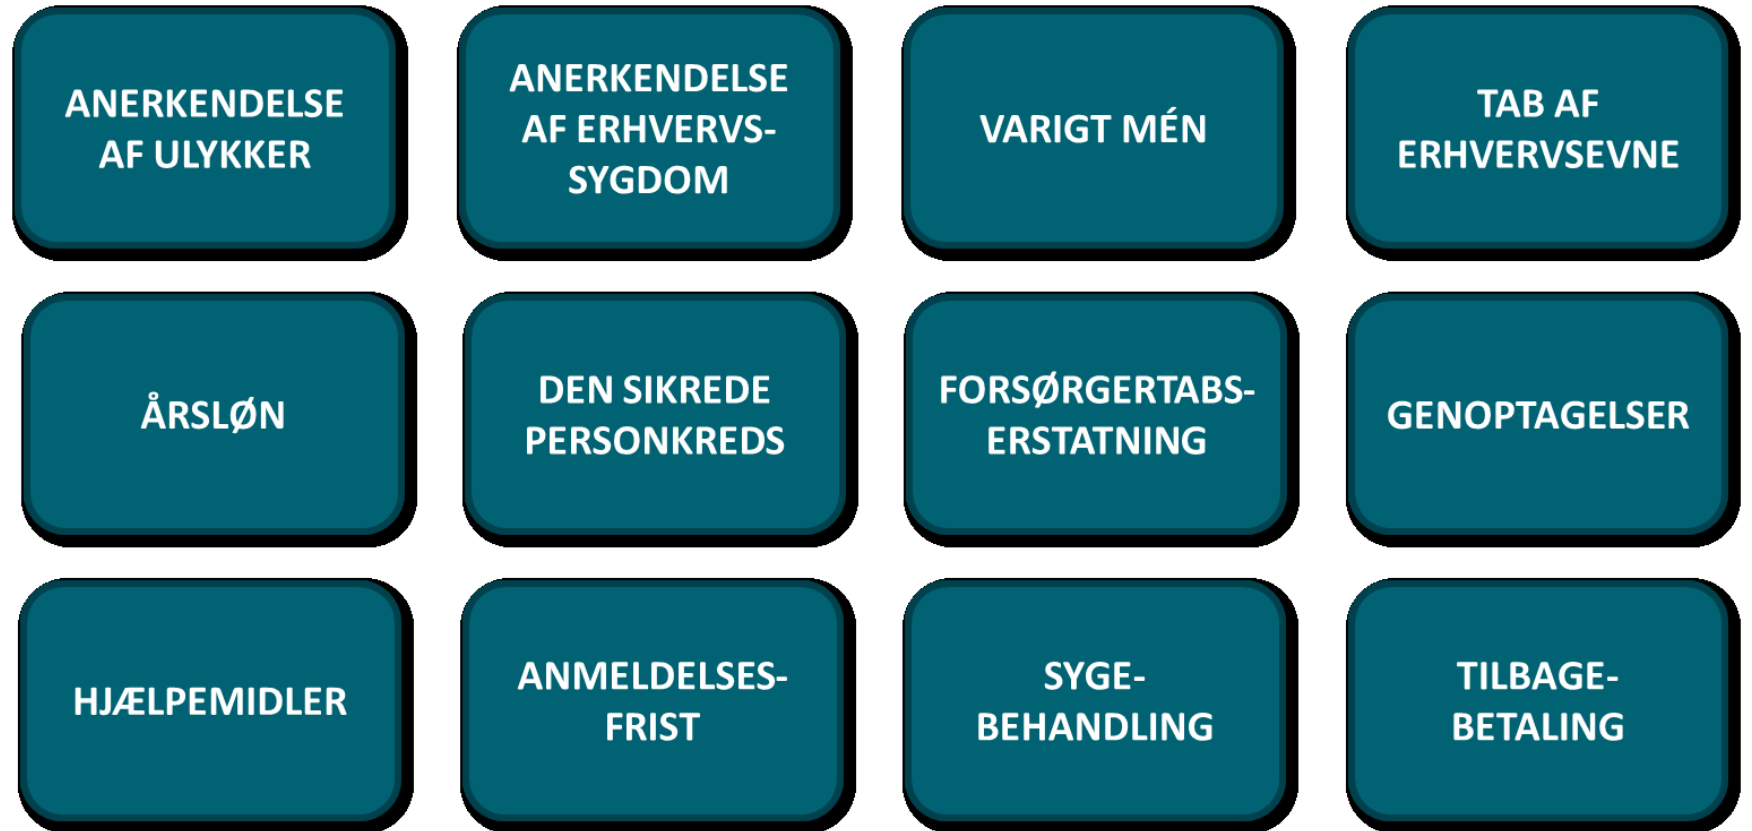 ANERKENDELSE
AF ULYKKER
ANERKENDELSE
AF ERHVERVS-
SYGDOM
VARIGT MÉN
TAB AF
ERHVERVSEVNE
ÅRSLØN
DEN SIKREDE
PERSONKREDS
FORSØRGERTABS-
ERSTATNING
GENOPTAGELSER
HJÆLPEMIDLER
ANMELDELSES-
FRIST
SYGE-
BEHANDLING
TILBAGE-
BETALING